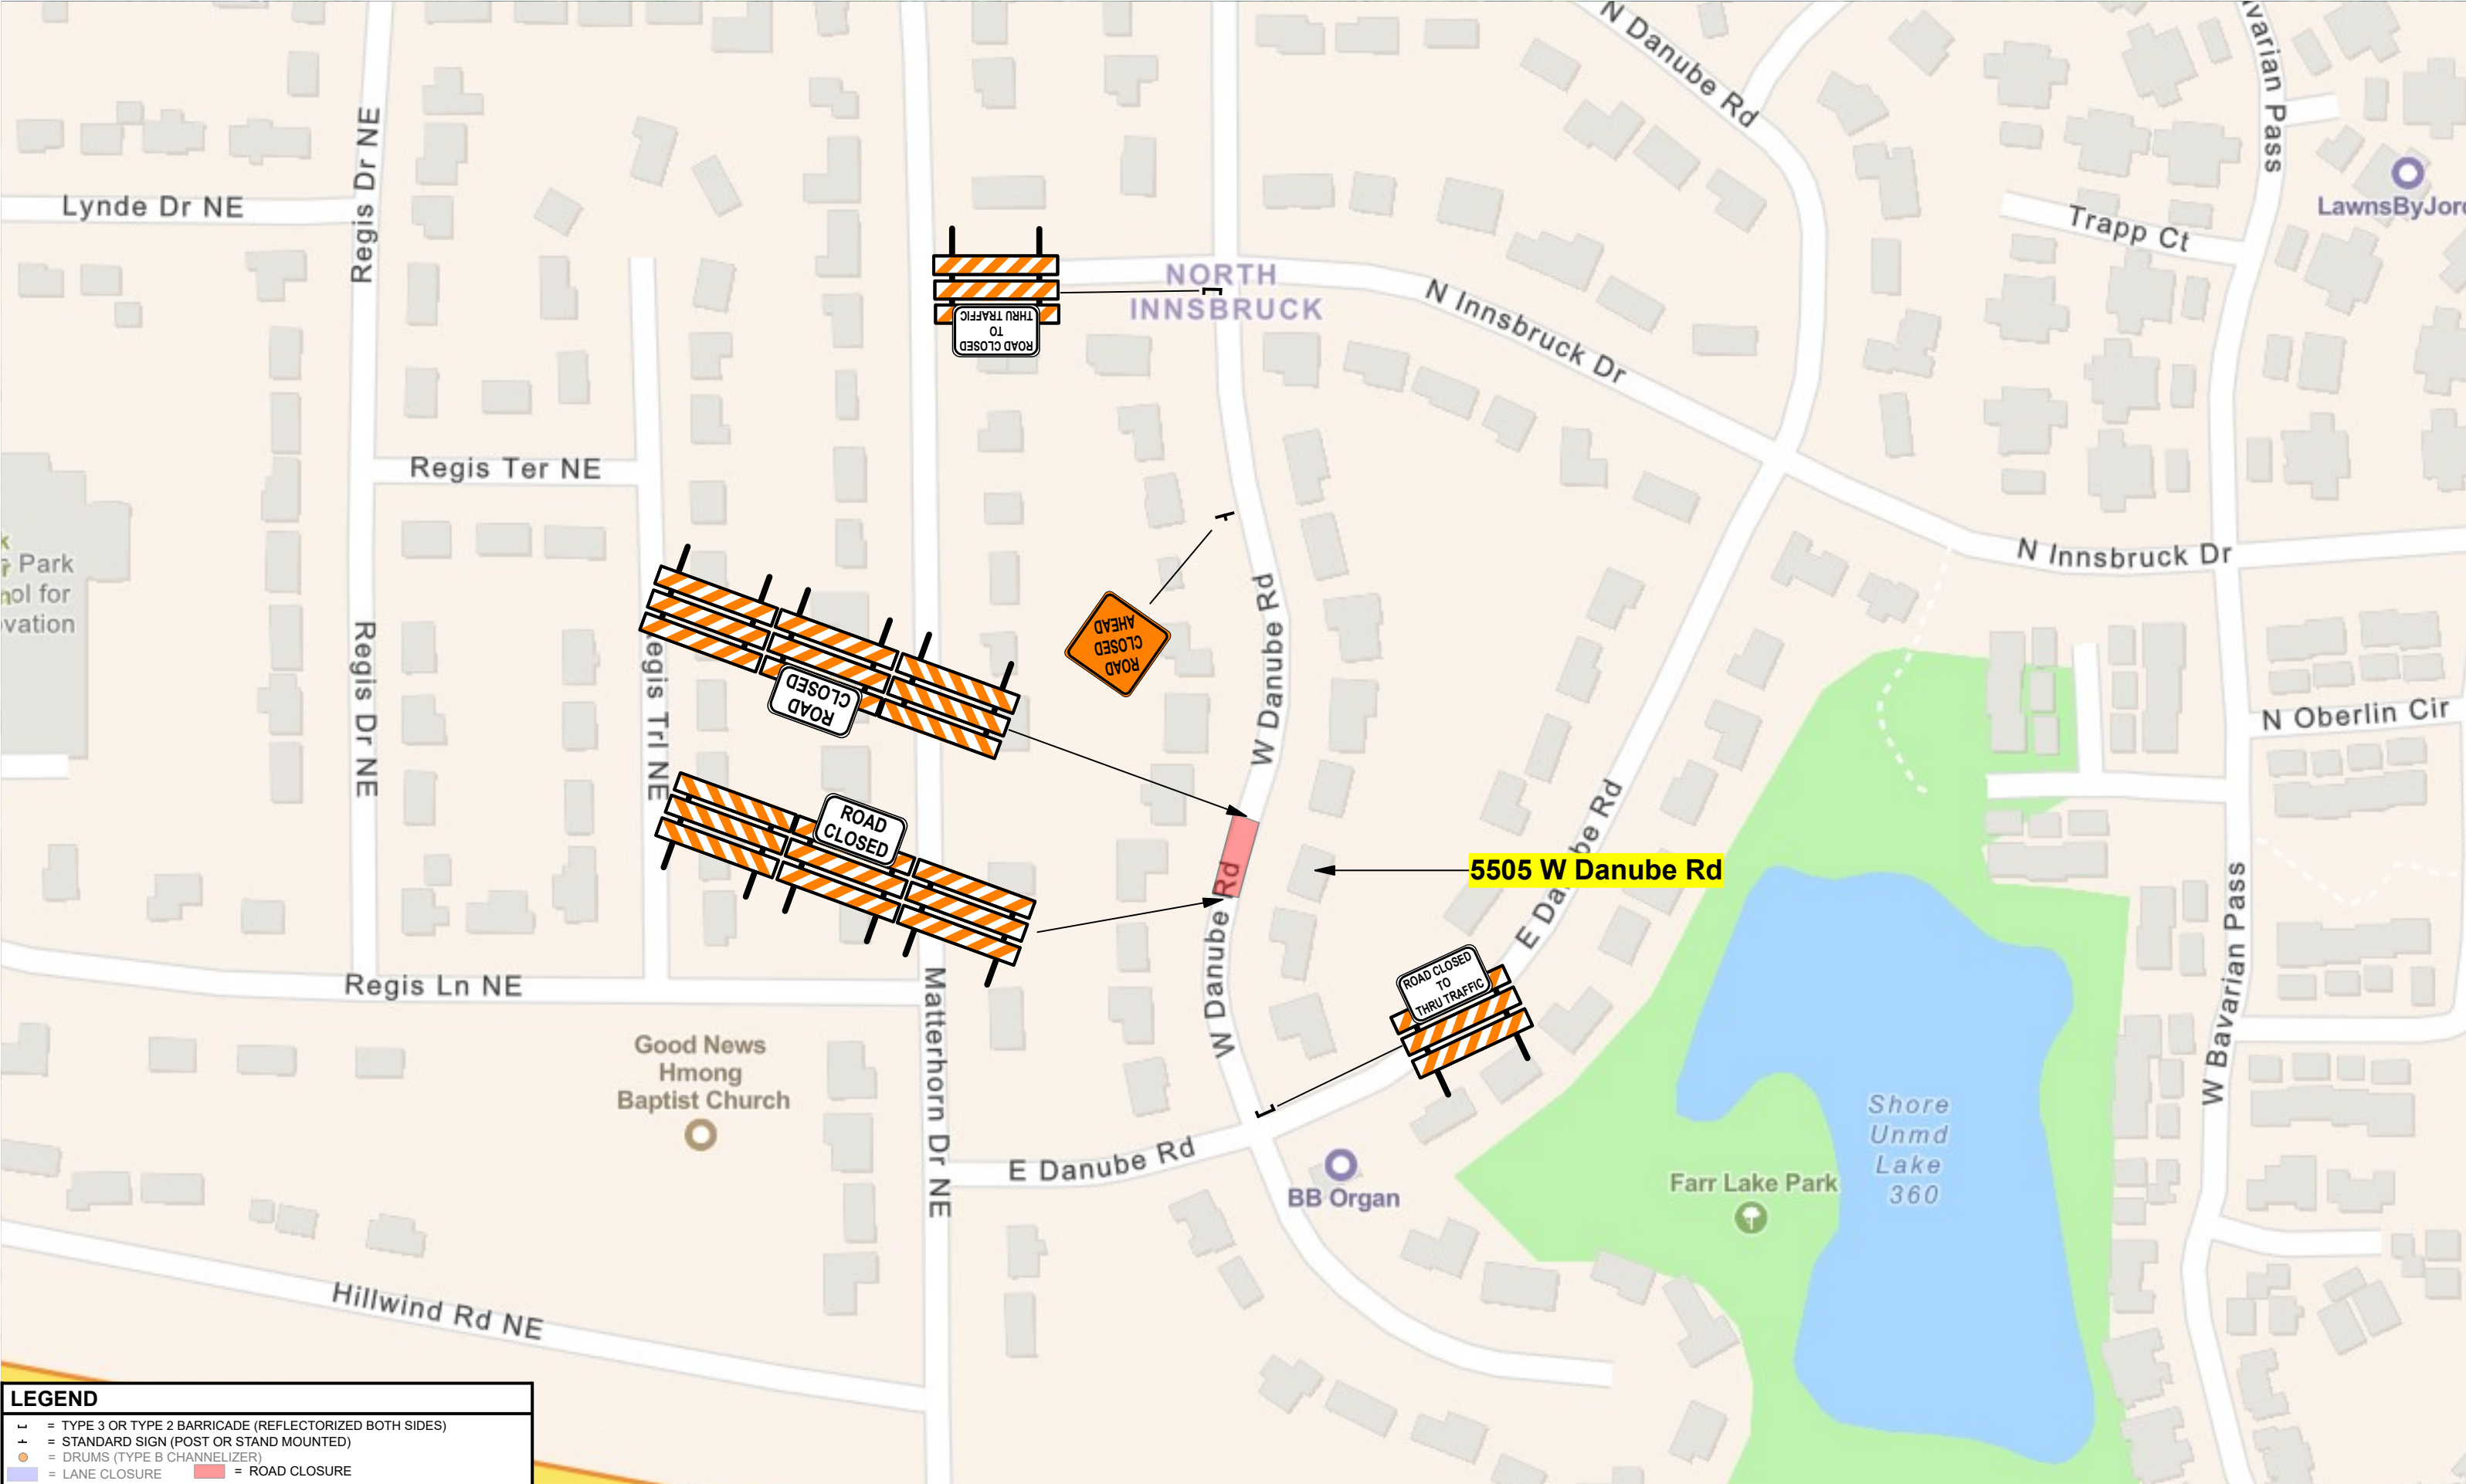 N Danube Rd
Bavarian Pass
Regis Dr NE
Lynde Dr NE
LawnsByJord
Trapp Ct
NORTH
INNSBRUCK
N Innsbruck Dr
ROAD CLOSED
TO
THRU TRAFFIC
Regis Ter NE
N Innsbruck Dr
Park
ol for
vation
ROAD
CLOSED
AHEAD
W Danube Rd
Regis Dr NE
Regis Trl NE
ROAD
CLOSED
N Oberlin Cir
ROAD
CLOSED
5505 W Danube Rd
E Danube Rd
W Danube Rd
W Bavarian Pass
Regis Ln NE
ROAD CLOSED
TO
THRU TRAFFIC
Matterhorn Dr NE
Good News
Hmong
Baptist Church
E Danube Rd
BB Organ
Farr Lake Park
Shore
Unmd
Lake
360
Hillwind Rd NE
LEGEND
= TYPE 3 OR TYPE 2 BARRICADE (REFLECTORIZED BOTH SIDES)
= STANDARD SIGN (POST OR STAND MOUNTED)
= DRUMS (TYPE B CHANNELIZER)
= LANE CLOSURE = ROAD CLOSURE